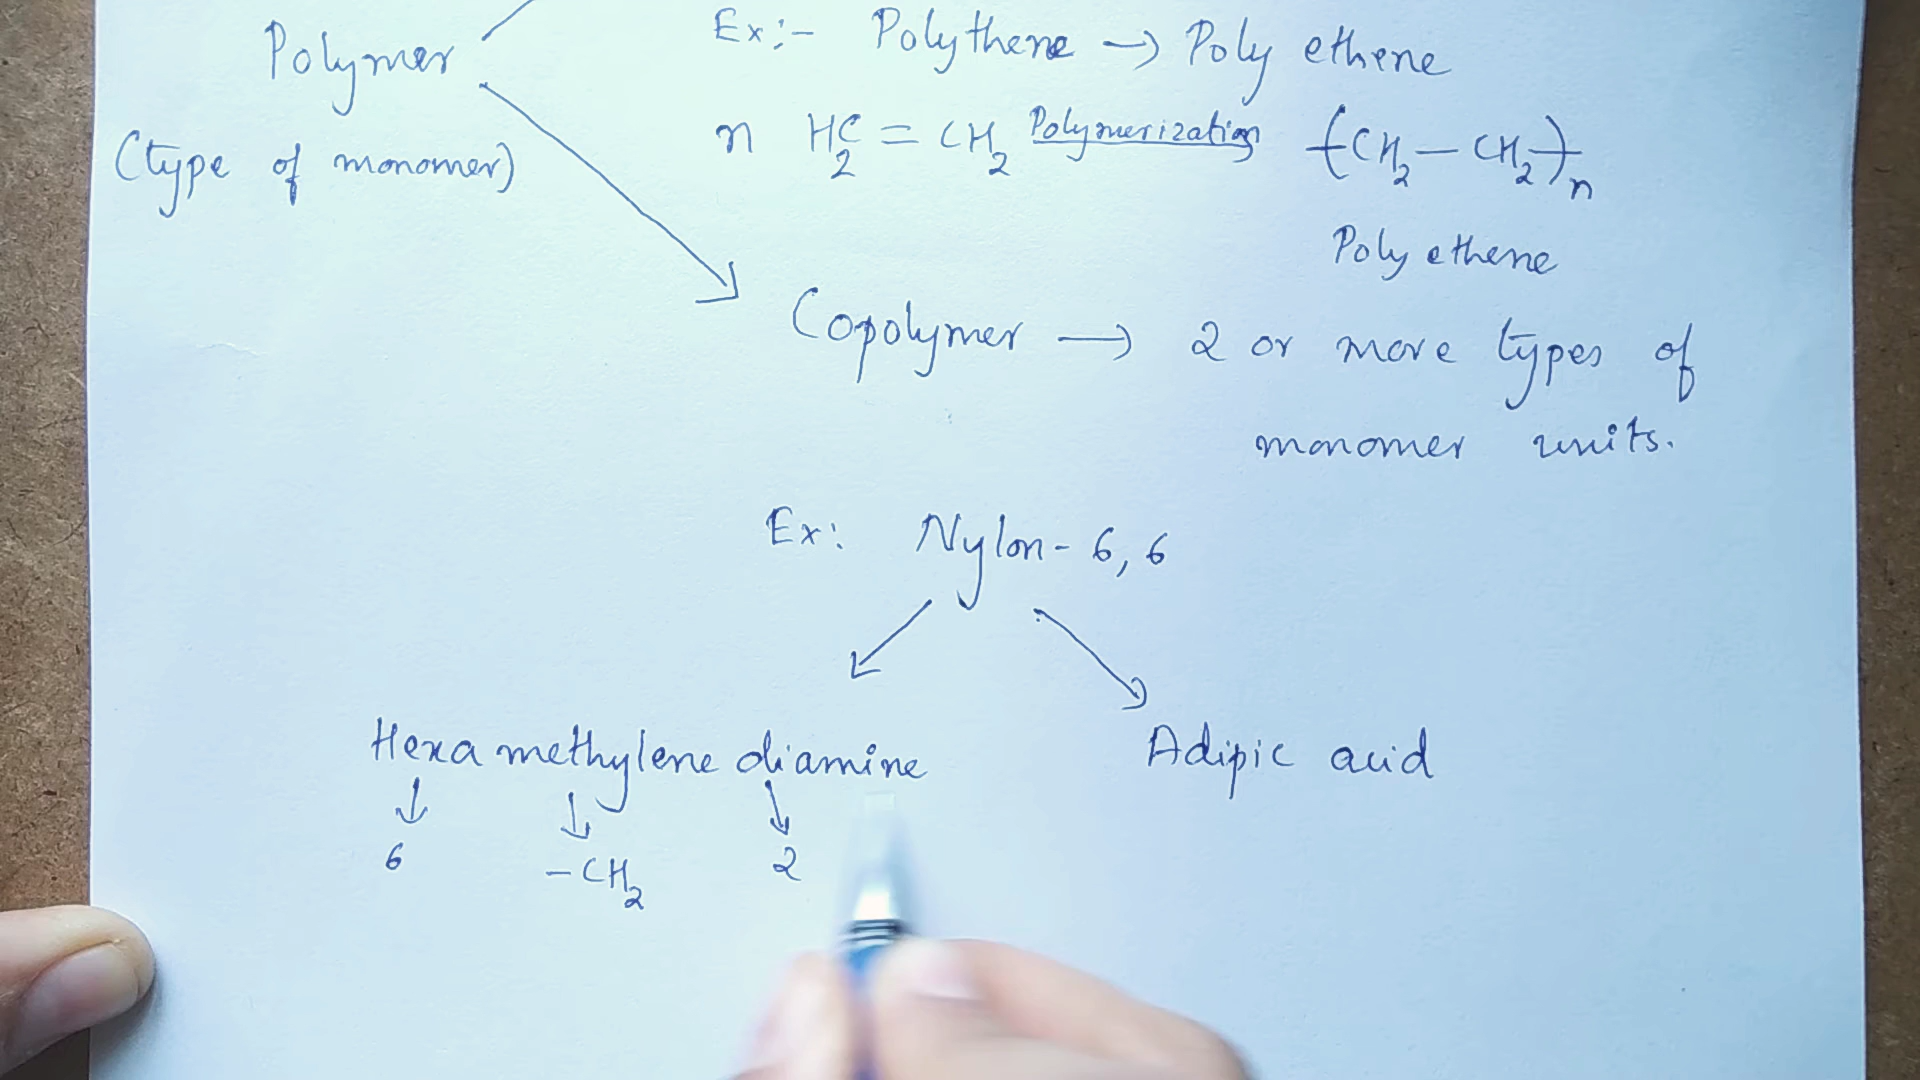 Polymer
(type of monomer)
Ex:- Polythene → Poly ethene
n H₂C = CH₂ Polymerization -(CH₂-CH₂)-n
Poly ethene
Copolymer → 2 or more types of
monomer units.
Ex: Nylon-6,6
Hexa methylene diamine
↓ ↓ ↓
6 -CH₂ 2
Adipic acid